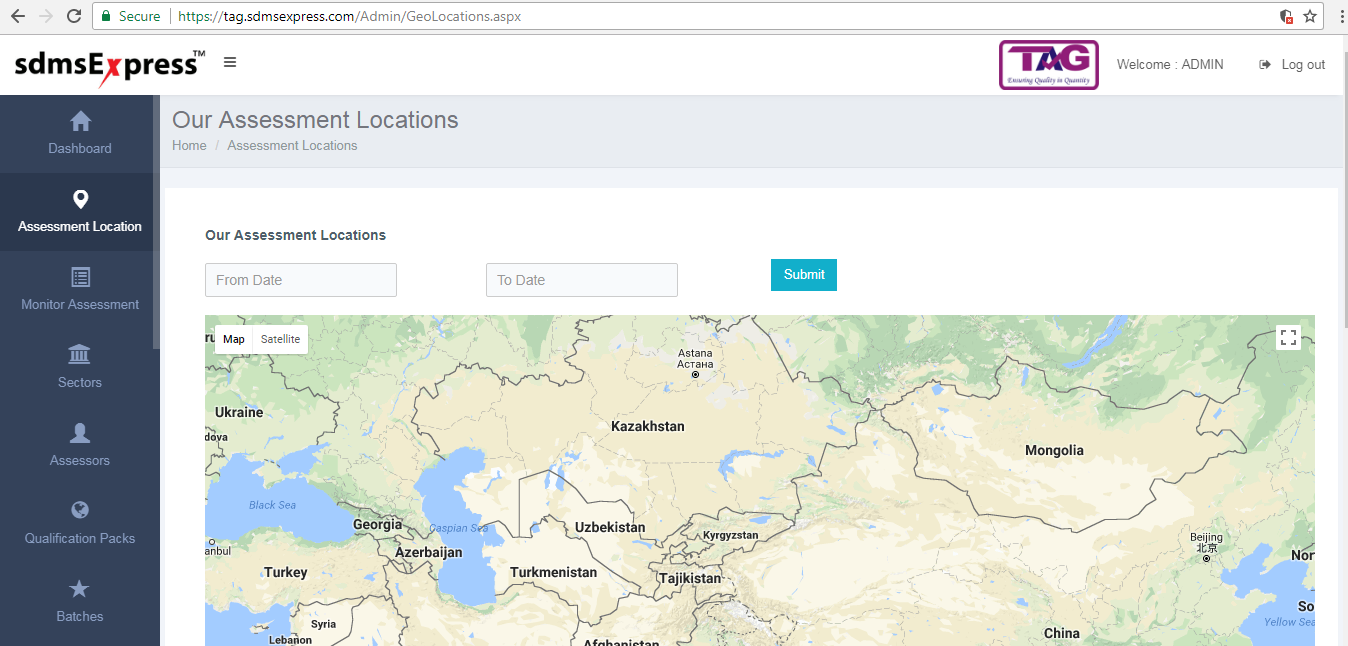 Secure
https://tag.sdmsexpress.com/Admin/GeoLocations.aspx
sdmsExpress™
TAG
Ensuring Quality in Quantity
Welcome : ADMIN
Log out
Dashboard
Assessment Location
Monitor Assessment
Sectors
Assessors
Qualification Packs
Batches
Our Assessment Locations
Home / Assessment Locations
Our Assessment Locations
From Date
To Date
Submit
Map
Satellite
Astana
Астана
Ukraine
dova
Kazakhstan
Mongolia
Black Sea
Georgia
Caspian Sea
Uzbekistan
Kyrgyzstan
Beijing
北京
anbul
Azerbaijan
Nor
Turkey
Turkmenistan
Tajikistan
So
Syria
Yellow Sea
Lebanon
Afghanistan
China